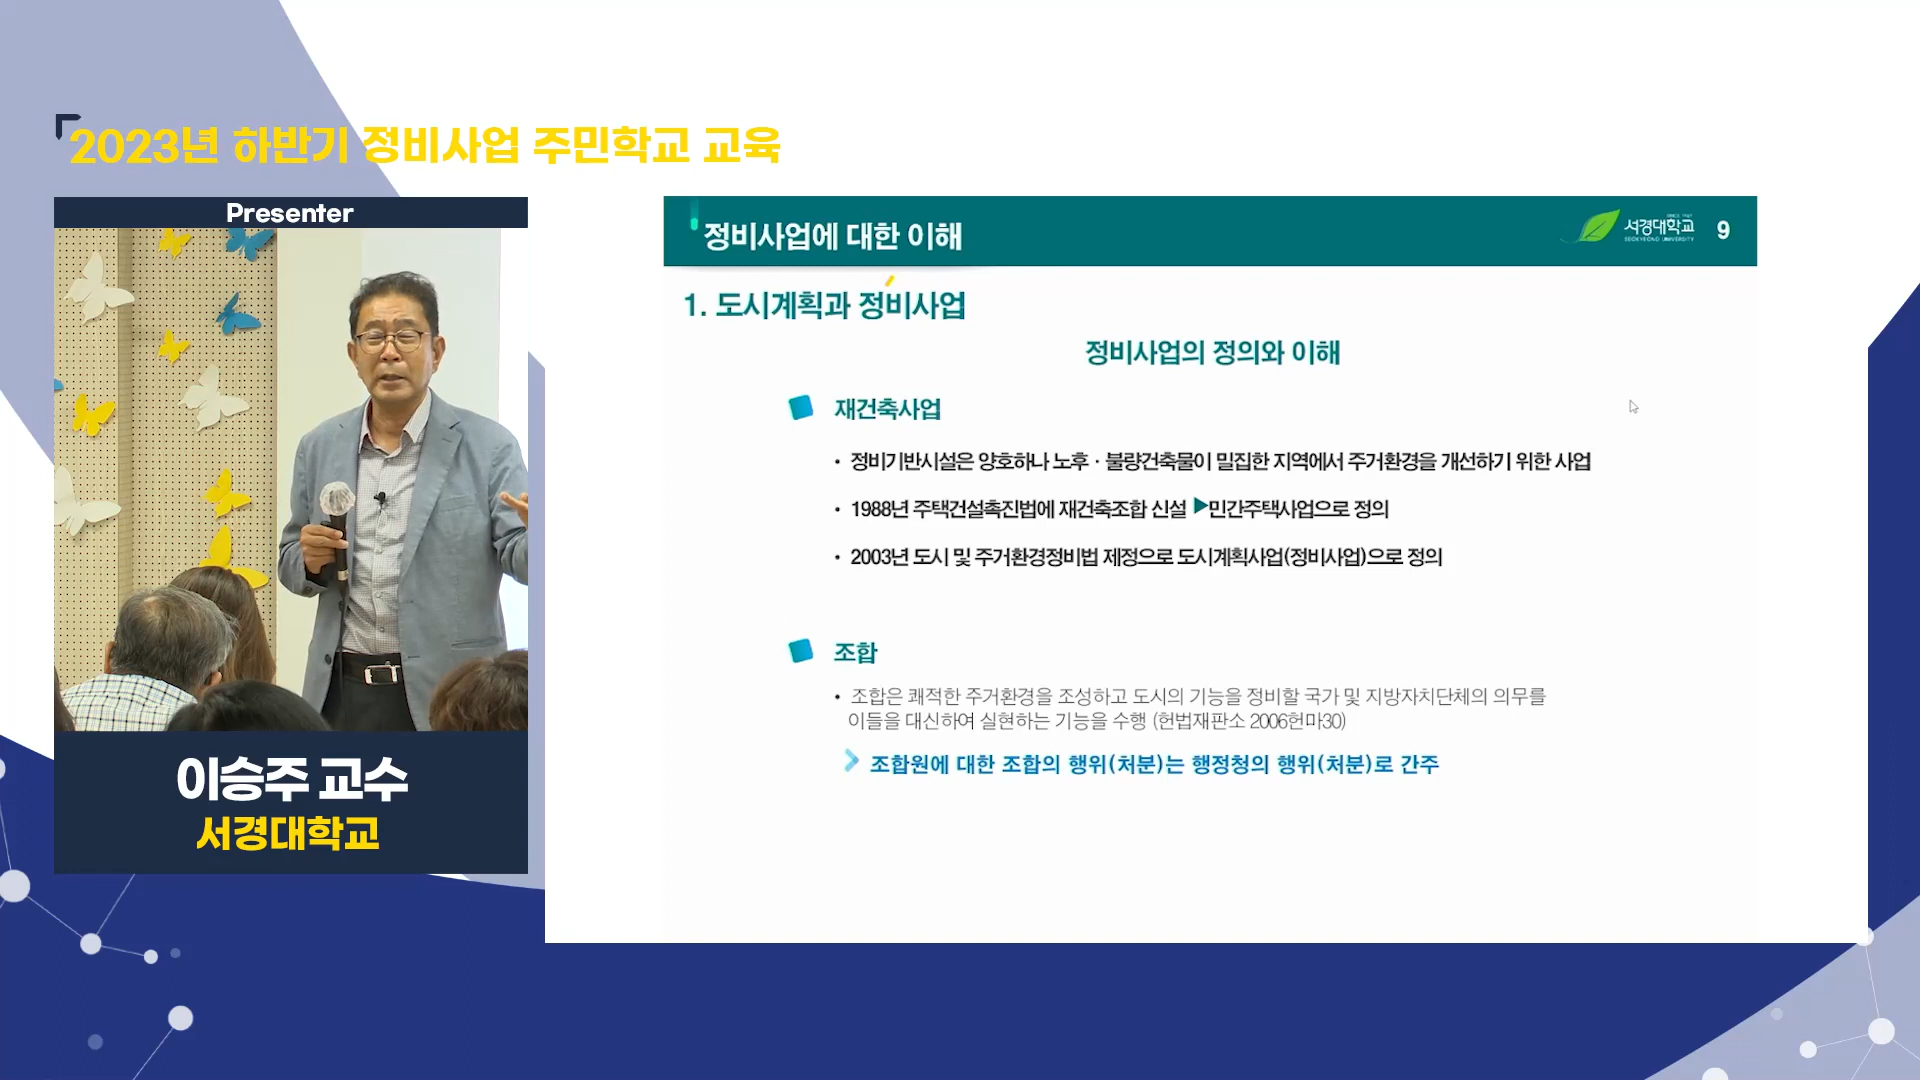 2023년 하반기 정비사업 주민학교 교육
Presenter
이승주 교수
서경대학교
정비사업에 대한 이해
SINCE 1947
서경대학교
SEOKYEONG UNIVERSITY
9
1. 도시계획과 정비사업
정비사업의 정의와 이해
재건축사업
• 정비기반시설은 양호하나 노후 · 불량건축물이 밀집한 지역에서 주거환경을 개선하기 위한 사업
• 1988년 주택건설촉진법에 재건축조합 신설 ▶민간주택사업으로 정의
• 2003년 도시 및 주거환경정비법 제정으로 도시계획사업(정비사업)으로 정의
조합
• 조합은 쾌적한 주거환경을 조성하고 도시의 기능을 정비할 국가 및 지방자치단체의 의무를
이들을 대신하여 실현하는 기능을 수행 (헌법재판소 2006헌마30)
조합원에 대한 조합의 행위(처분)는 행정청의 행위(처분)로 간주